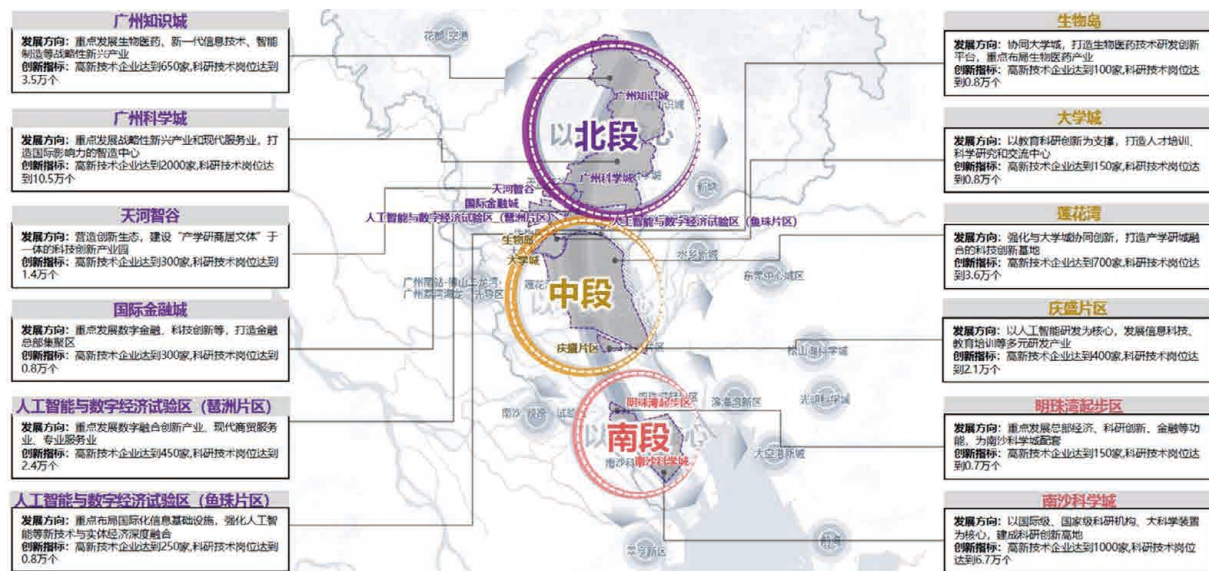 广州知识城
发展方向：重点发展生物医药、新一代信息技术、智能
制造等战略性新兴产业
创新指标：高新技术企业达到650家,科研技术岗位达到
3.5万个
广州科学城
发展方向：重点发展战略性新兴产业和现代服务业，打
造国际影响力的智造中心
创新指标：高新技术企业达到2000家,科研技术岗位达
到10.5万个
天河智谷
发展方向：营造创新生态，建设“产学研商居文体”于
一体的科技创新产业园
创新指标：高新技术企业达到300家,科研技术岗位达到
1.4万个
国际金融城
发展方向：重点发展数字金融、科技创新等，打造金融
总部集聚区
创新指标：高新技术企业达到300家,科研技术岗位达到
0.8万个
人工智能与数字经济试验区（琶洲片区）
发展方向：重点发展数字融合创新产业、现代商贸服务
业、专业服务业
创新指标：高新技术企业达到450家,科研技术岗位达到
2.4万个
人工智能与数字经济试验区（鱼珠片区）
发展方向：重点布局国际化信息基础设施，强化人工智
能等新技术与实体经济深度融合
创新指标：高新技术企业达到250家,科研技术岗位达到
0.8万个
花都
空港
广州知识城
北段
广州科学城
天河智谷
国际金融城
人工智能与数字经济试验区（琶洲片区）
人工智能与数字经济试验区（鱼珠片区）
生物岛
大学城
水乡新城
东莞中心城区
中段
庆盛片区
松山湖科学城
明珠湾起步区
滨海湾新区
光明科学城
南段
南沙科学城
大空港新城
翠亨新区
生物岛
发展方向：协同大学城，打造生物医药技术研发创新
平台，重点布局生物医药产业
创新指标：高新技术企业达到100家,科研技术岗位达
到0.8万个
大学城
发展方向：以教育科研创新为支撑，打造人才培训、
科学研究和交流中心
创新指标：高新技术企业达到150家,科研技术岗位达
到0.8万个
莲花湾
发展方向：强化与大学城协同创新，打造产学研城融
合的科技创新基地
创新指标：高新技术企业达到700家,科研技术岗位达
到3.6万个
庆盛片区
发展方向：以人工智能研发为核心，发展信息科技、
教育培训等多元研发产业
创新指标：高新技术企业达到400家,科研技术岗位达
到2.1万个
明珠湾起步区
发展方向：重点发展总部经济、科研创新、金融等功
能，为南沙科学城配套
创新指标：高新技术企业达到150家,科研技术岗位达
到0.7万个
南沙科学城
发展方向：以国际级、国家级科研机构、大科学装置
为核心，建成科研创新高地
创新指标：高新技术企业达到1000家,科研技术岗位
达到6.7万个